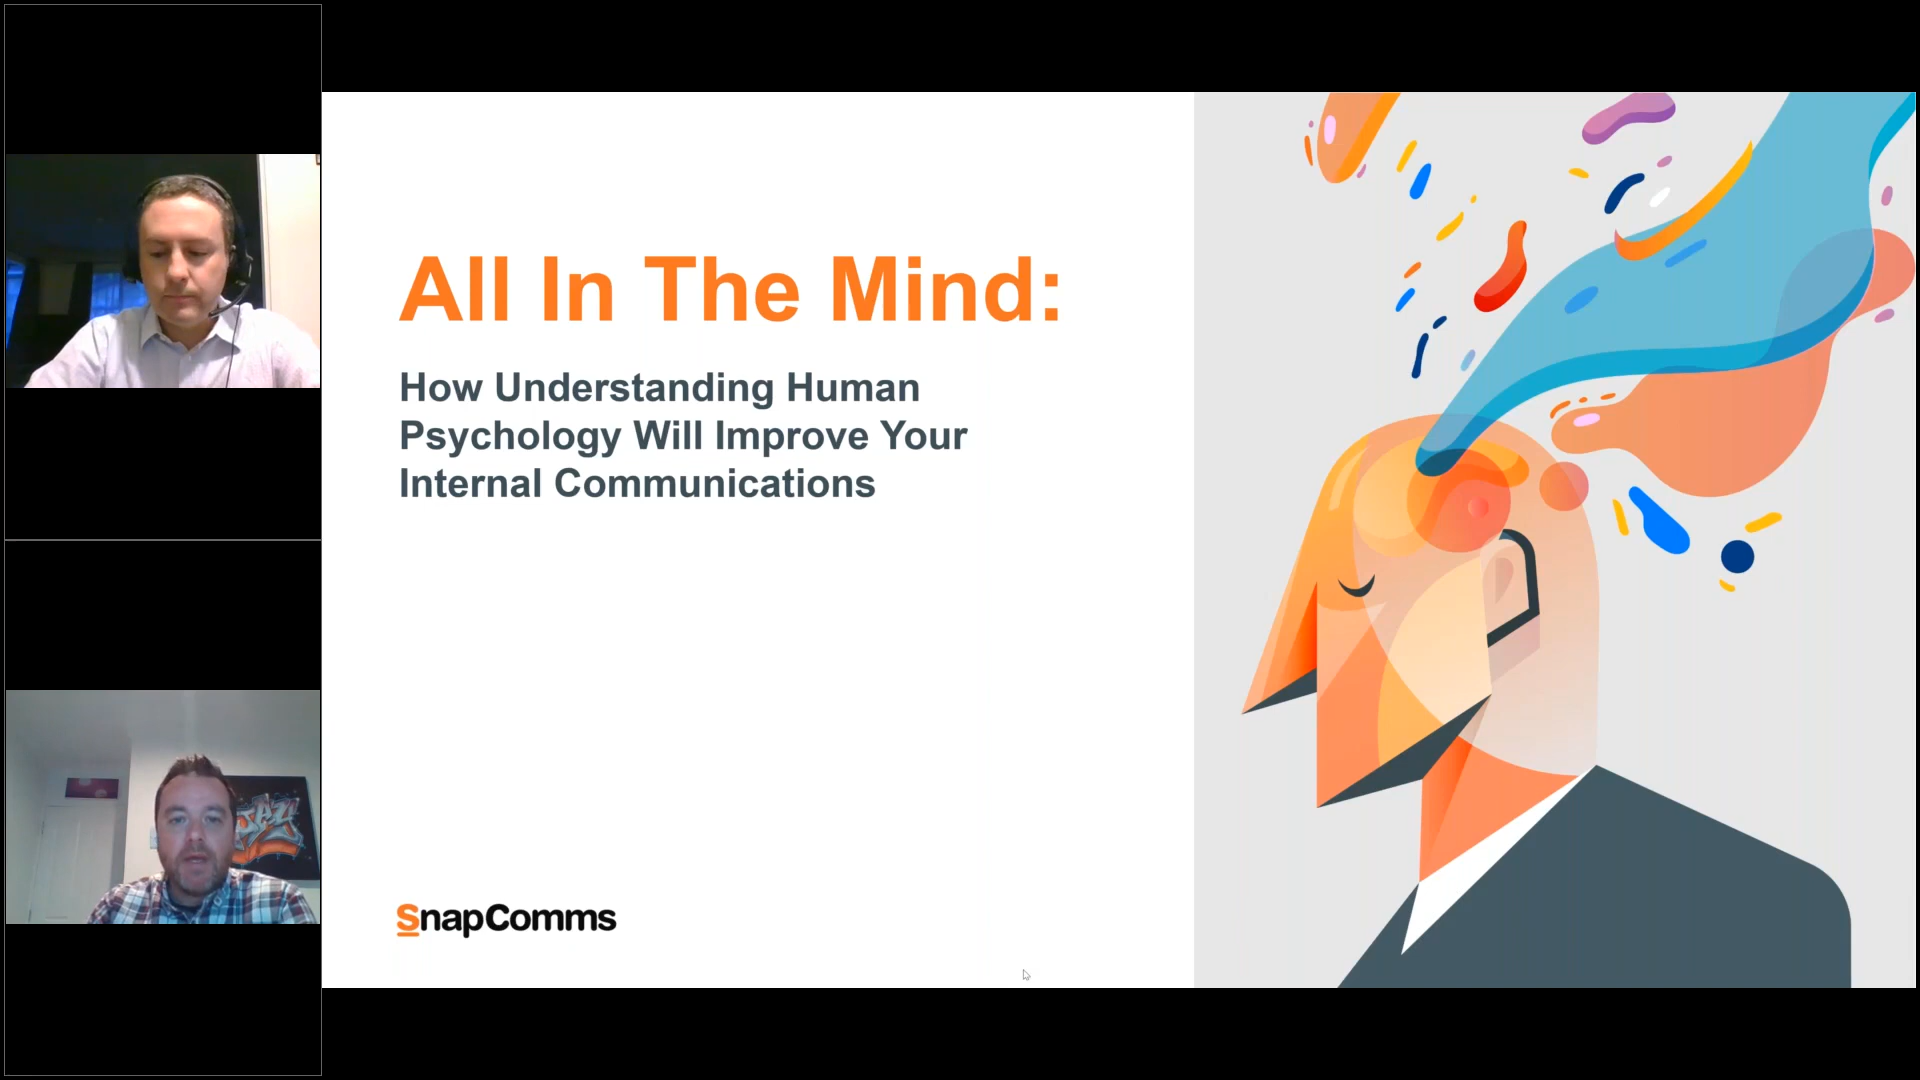 All In The Mind:
How Understanding Human
Psychology Will Improve Your
Internal Communications
SnapComms